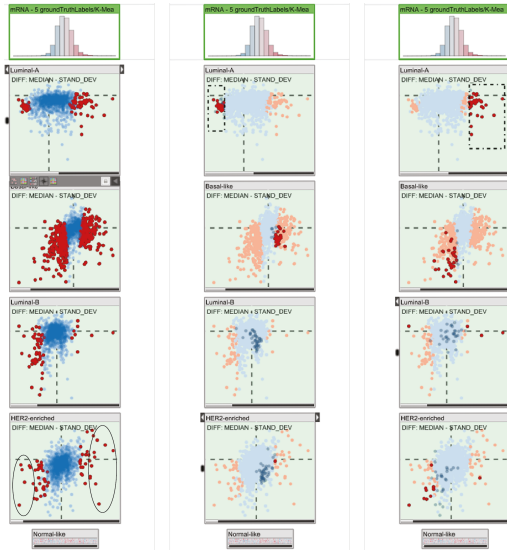 mRNA - 5 groundTruthLabels/K-Mea
mRNA - 5 groundTruthLabels/K-Mea
mRNA - 5 groundTruthLabels/K-Mea
Luminal-A
Luminal-A
Luminal-A
DIFF: MEDIAN - STAND_DEV
DIFF: MEDIAN - STAND_DEV
DIFF: MEDIAN - STAND_DEV
Basal-like
Basal-like
Basal-like
DIFF: MEDIAN - STAND_DEV
DIFF: MEDIAN - STAND_DEV
DIFF: MEDIAN - STAND_DEV
Luminal-B
Luminal-B
Luminal-B
DIFF: MEDIAN - STAND_DEV
DIFF: MEDIAN - STAND_DEV
DIFF: MEDIAN - STAND_DEV
HER2-enriched
HER2-enriched
HER2-enriched
DIFF: MEDIAN - STAND_DEV
DIFF: MEDIAN - STAND_DEV
DIFF: MEDIAN - STAND_DEV
Normal-like
Normal-like
Normal-like